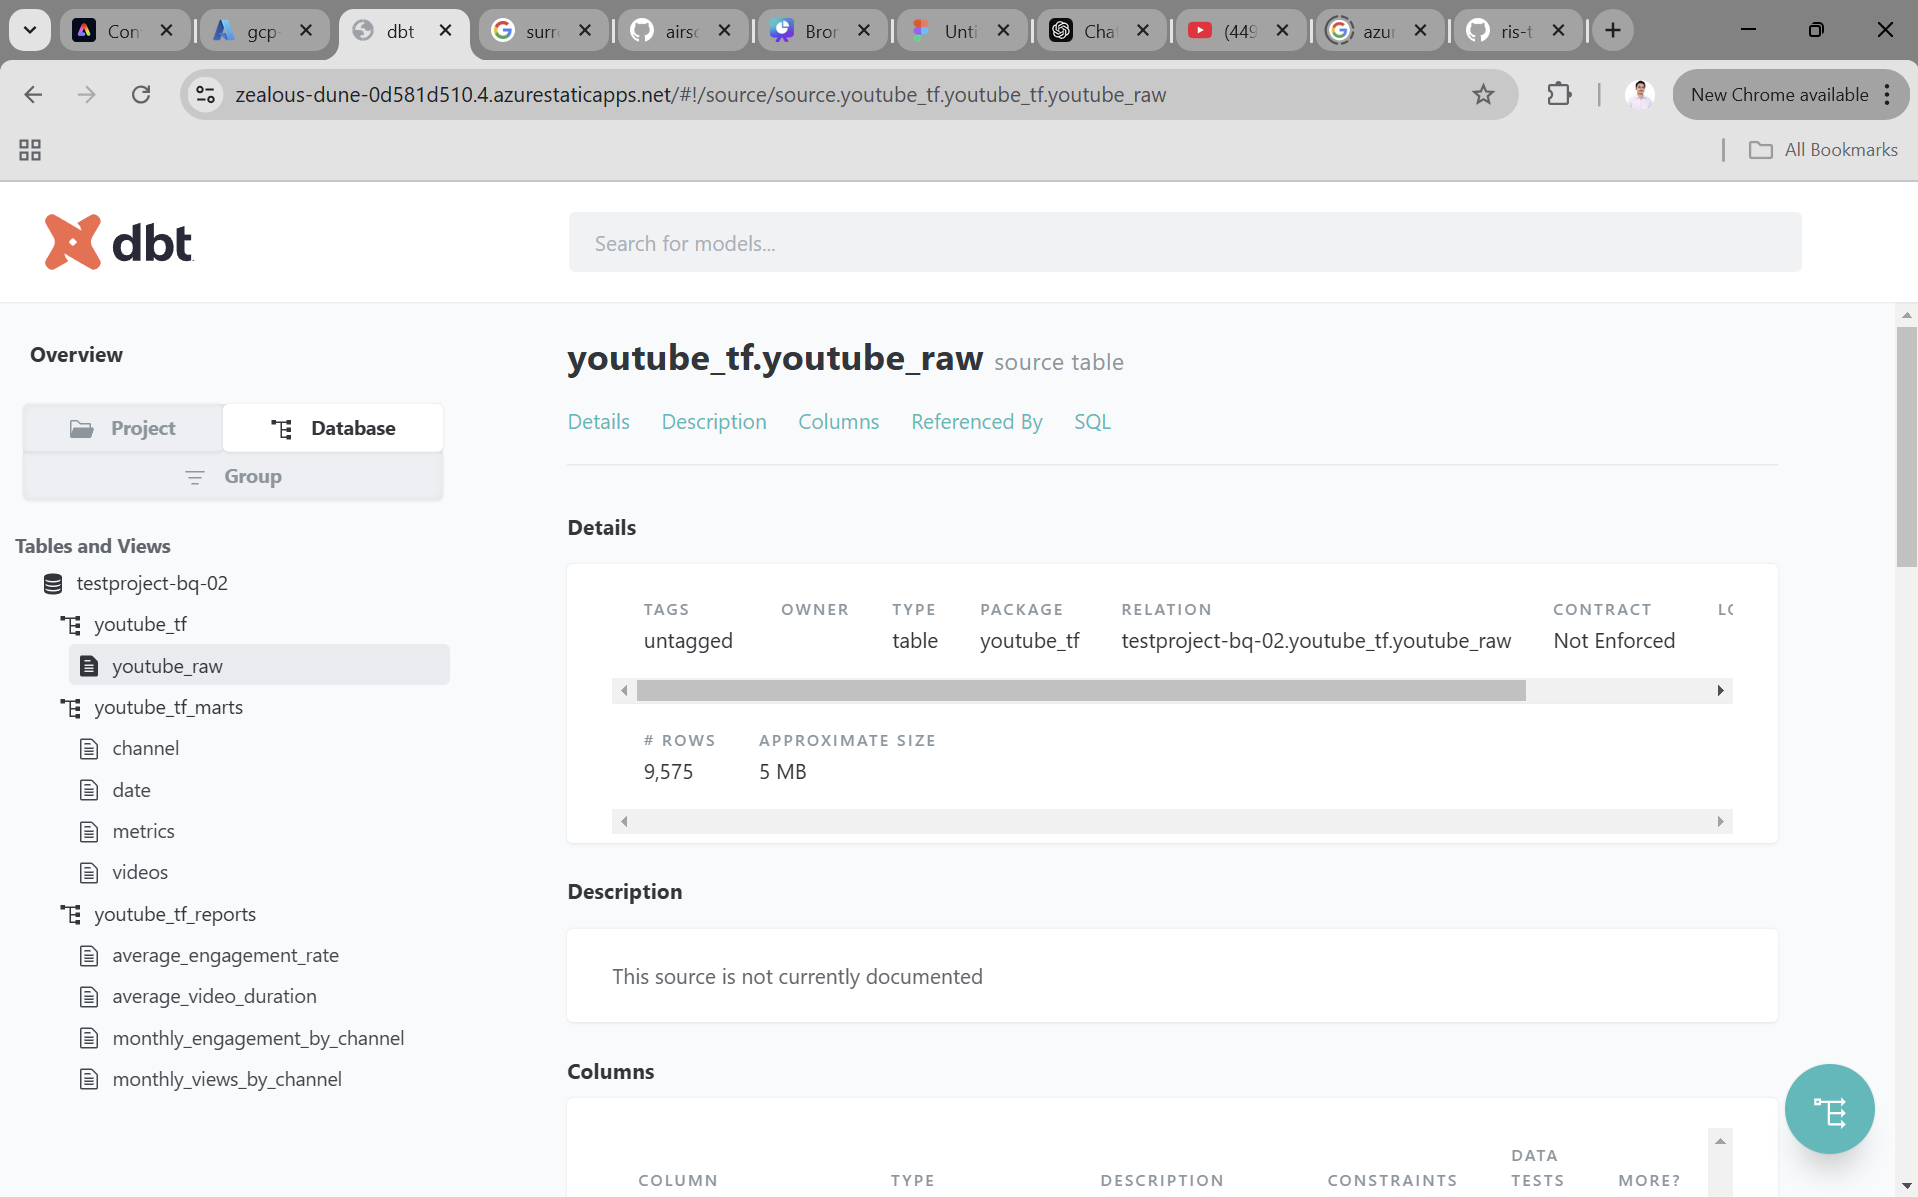 Con
gcp-
dbt
surr
airsc
Bror
Unti
Cha
(449
azur
ris-t
zealous-dune-0d581d510.4.azurestaticapps.net/#!/source/source.youtube_tf.youtube_tf.youtube_raw
New Chrome available
All Bookmarks
dbt
Search for models...
Overview
Project
Database
Group
Tables and Views
testproject-bq-02
youtube_tf
youtube_raw
youtube_tf_marts
channel
date
metrics
videos
youtube_tf_reports
average_engagement_rate
average_video_duration
monthly_engagement_by_channel
monthly_views_by_channel
youtube_tf.youtube_raw source table
Details Description Columns Referenced By SQL
Details
TAGS OWNER TYPE PACKAGE RELATION CONTRACT LO
untagged table youtube_tf testproject-bq-02.youtube_tf.youtube_raw Not Enforced
# ROWS APPROXIMATE SIZE
9,575 5 MB
Description
This source is not currently documented
Columns
COLUMN TYPE DESCRIPTION CONSTRAINTS DATA TESTS MORE?